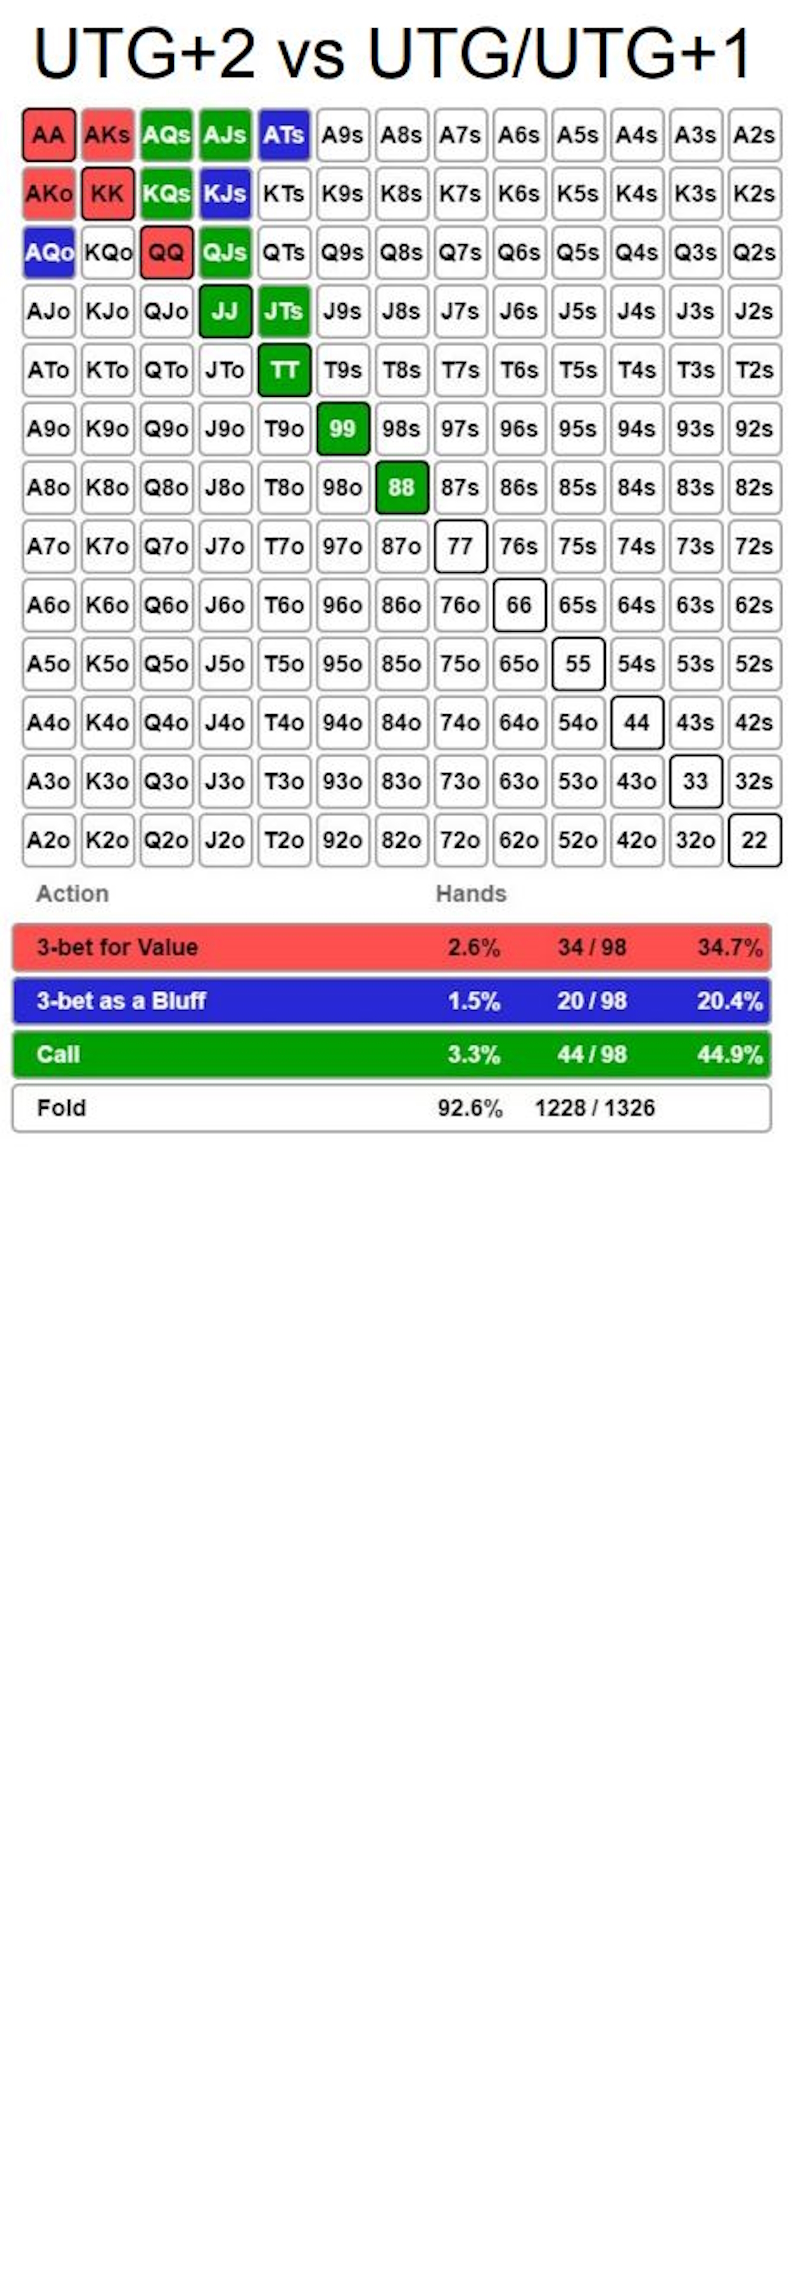 UTG+2 vs UTG/UTG+1
AA AKs AQs AJs ATs A9s A8s A7s A6s A5s A4s A3s A2s
AKo KK KQs KJs KTs K9s K8s K7s K6s K5s K4s K3s K2s
AQo KQo QQ QJs QTs Q9s Q8s Q7s Q6s Q5s Q4s Q3s Q2s
AJo KJo QJo JJ JTs J9s J8s J7s J6s J5s J4s J3s J2s
ATo KTo QTo JTo TT T9s T8s T7s T6s T5s T4s T3s T2s
A9o K9o Q9o J9o T9o 99 98s 97s 96s 95s 94s 93s 92s
A8o K8o Q8o J8o T8o 98o 88 87s 86s 85s 84s 83s 82s
A7o K7o Q7o J7o T7o 97o 87o 77 76s 75s 74s 73s 72s
A6o K6o Q6o J6o T6o 96o 86o 76o 66 65s 64s 63s 62s
A5o K5o Q5o J5o T5o 95o 85o 75o 65o 55 54s 53s 52s
A4o K4o Q4o J4o T4o 94o 84o 74o 64o 54o 44 43s 42s
A3o K3o Q3o J3o T3o 93o 83o 73o 63o 53o 43o 33 32s
A2o K2o Q2o J2o T2o 92o 82o 72o 62o 52o 42o 32o 22
Action Hands
3-bet for Value 2.6% 34 / 98 34.7%
3-bet as a Bluff 1.5% 20 / 98 20.4%
Call 3.3% 44 / 98 44.9%
Fold 92.6% 1228 / 1326